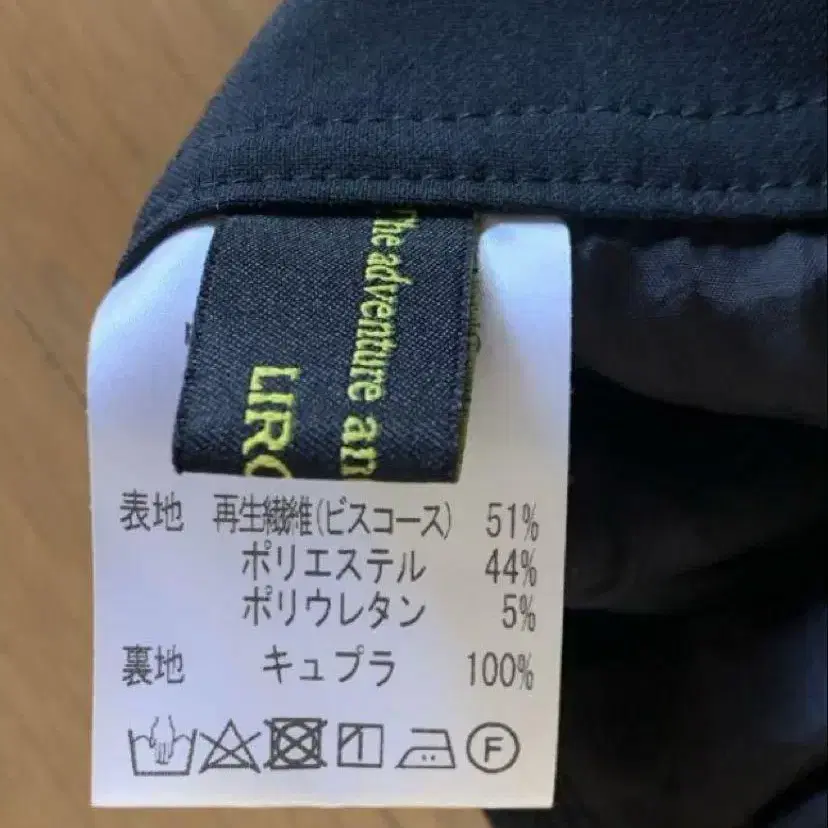 The adventure an
LIRO
表地 再生繊維(ビスコース) 51%
ポリエステル 44%
ポリウレタン 5%
裏地 キュプラ 100%
F